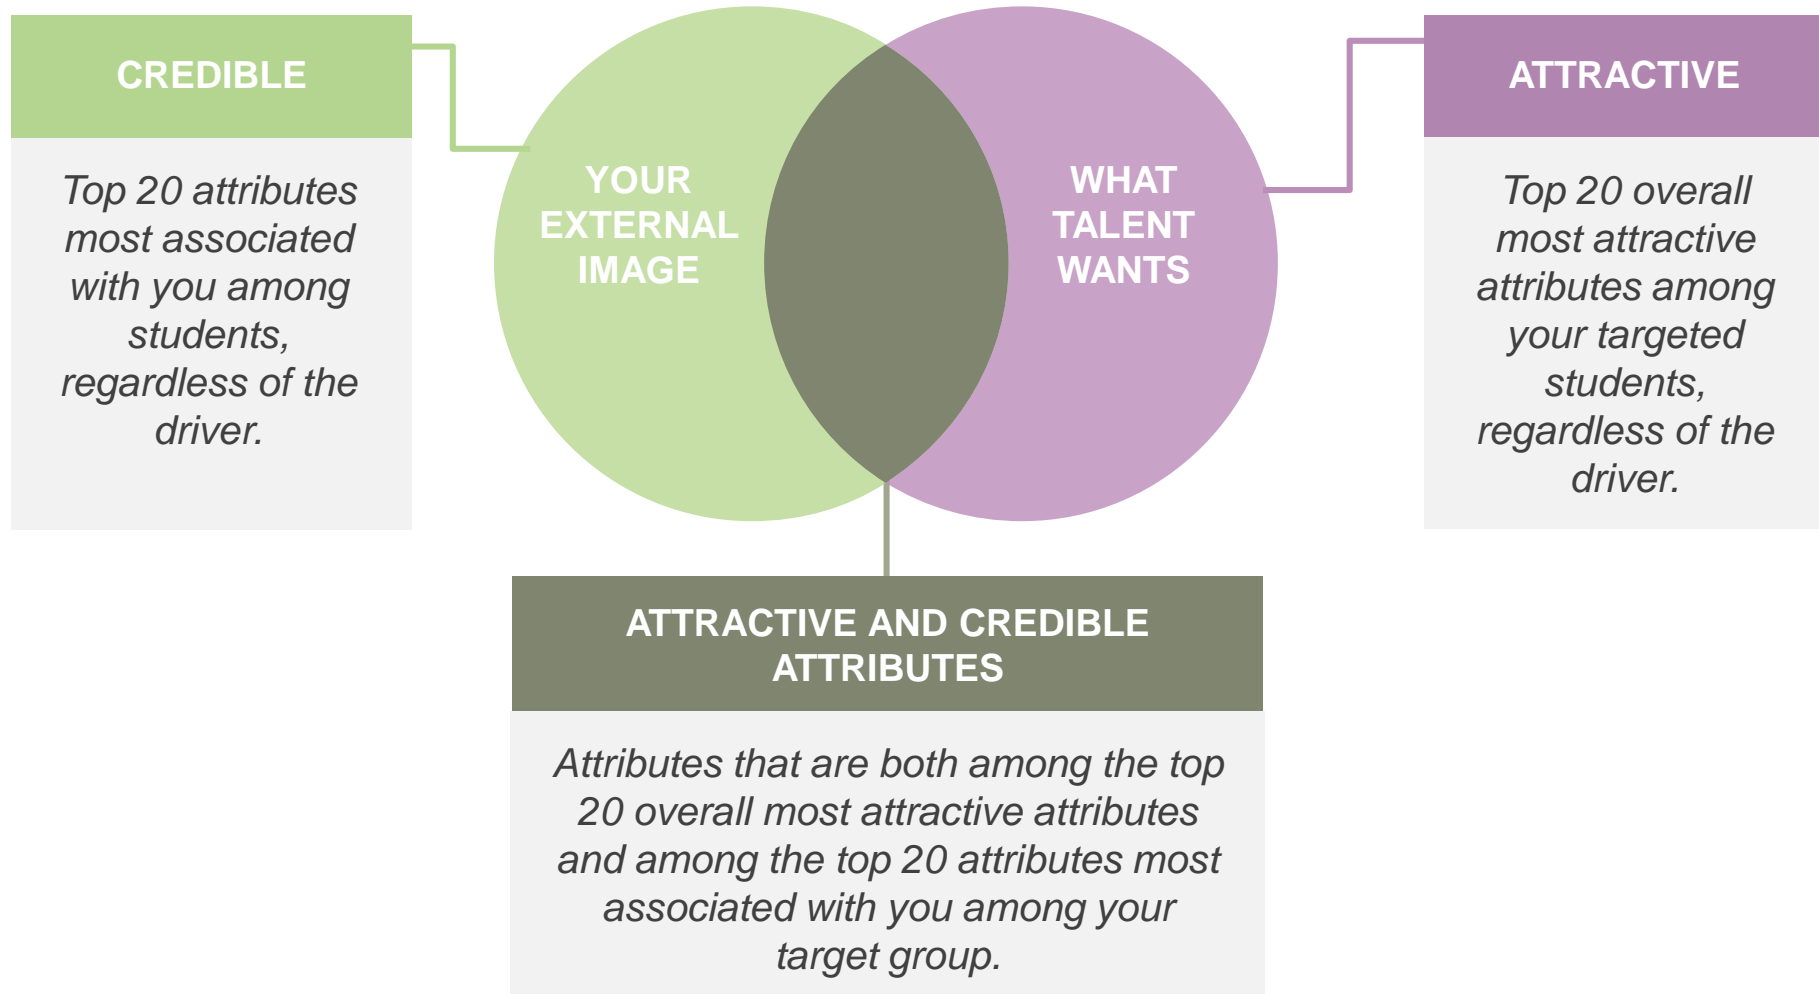 CREDIBLE
Top 20 attributes
most associated
with you among
students,
regardless of the
driver.
YOUR
EXTERNAL
IMAGE
WHAT
TALENT
WANTS
ATTRACTIVE
Top 20 overall
most attractive
attributes among
your targeted
students,
regardless of the
driver.
ATTRACTIVE AND CREDIBLE
ATTRIBUTES
Attributes that are both among the top
20 overall most attractive attributes
and among the top 20 attributes most
associated with you among your
target group.